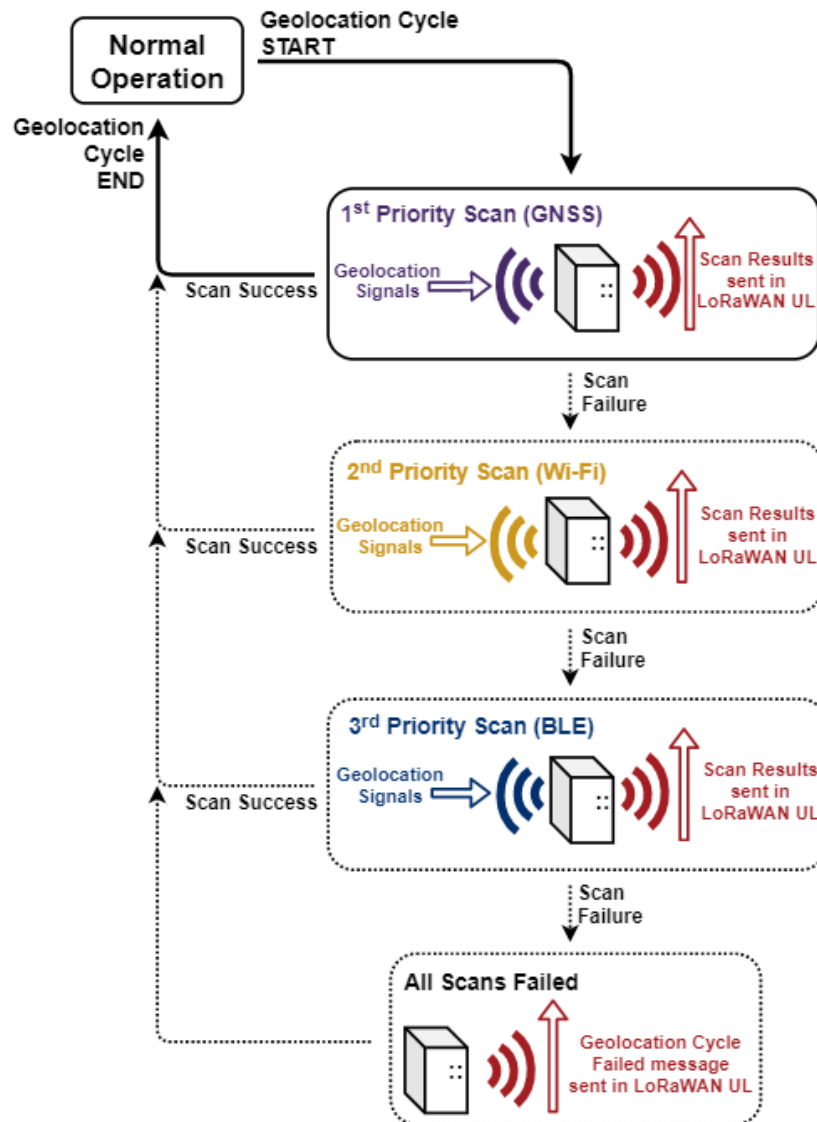 Normal
Operation
Geolocation Cycle
START
Geolocation
Cycle
END
1st Priority Scan (GNSS)
Geolocation
Signals
Scan Results
sent in
LoRaWAN UL
Scan Success
Scan
Failure
2nd Priority Scan (Wi-Fi)
Geolocation
Signals
Scan Results
sent in
LoRaWAN UL
Scan Success
Scan
Failure
3rd Priority Scan (BLE)
Geolocation
Signals
Scan Results
sent in
LoRaWAN UL
Scan Success
Scan
Failure
All Scans Failed
Geolocation Cycle
Failed message
sent in LoRaWAN UL